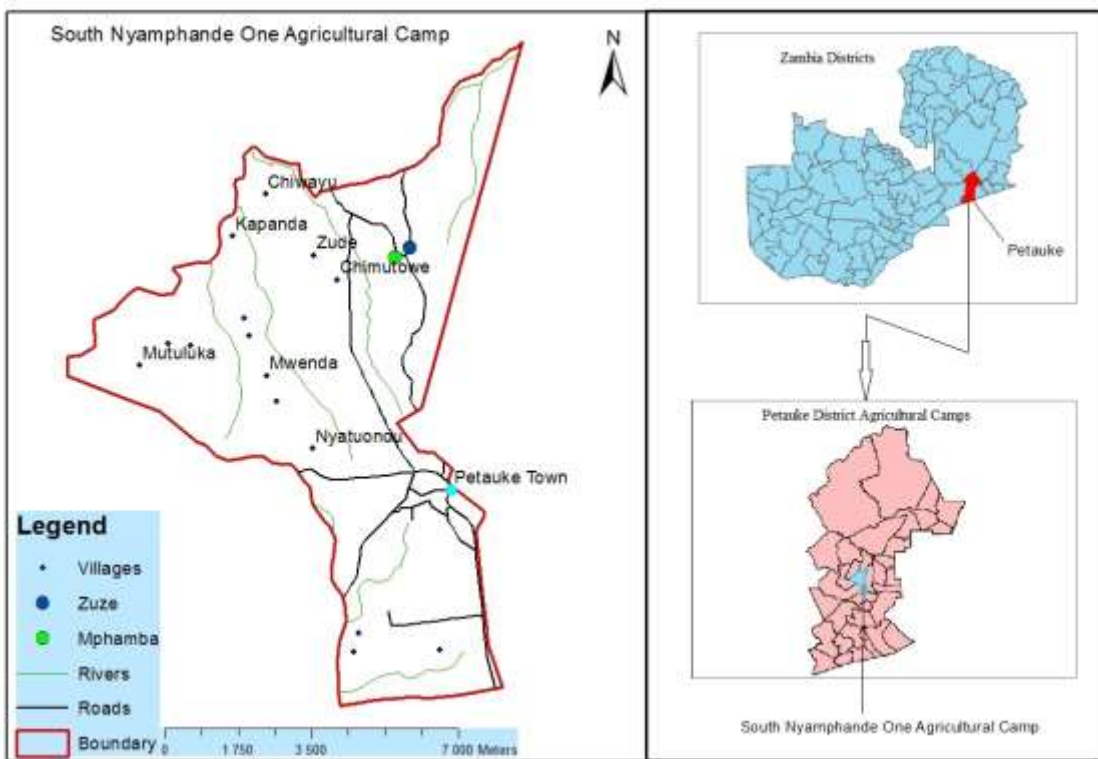 South Nyamphande One Agricultural Camp
N
Chiwayu
Kapanda
Zude
Chimutowe
Mutuluka
Mwenda
Nyatuondu
Petauke Town
Legend
Villages
Zuze
Mphamba
Rivers
Roads
Boundary
0 1 750 3 500 7 000 Meters
Zambia Districts
Petauke
Petauke District Agricultural Camps
South Nyamphande One Agricultural Camp